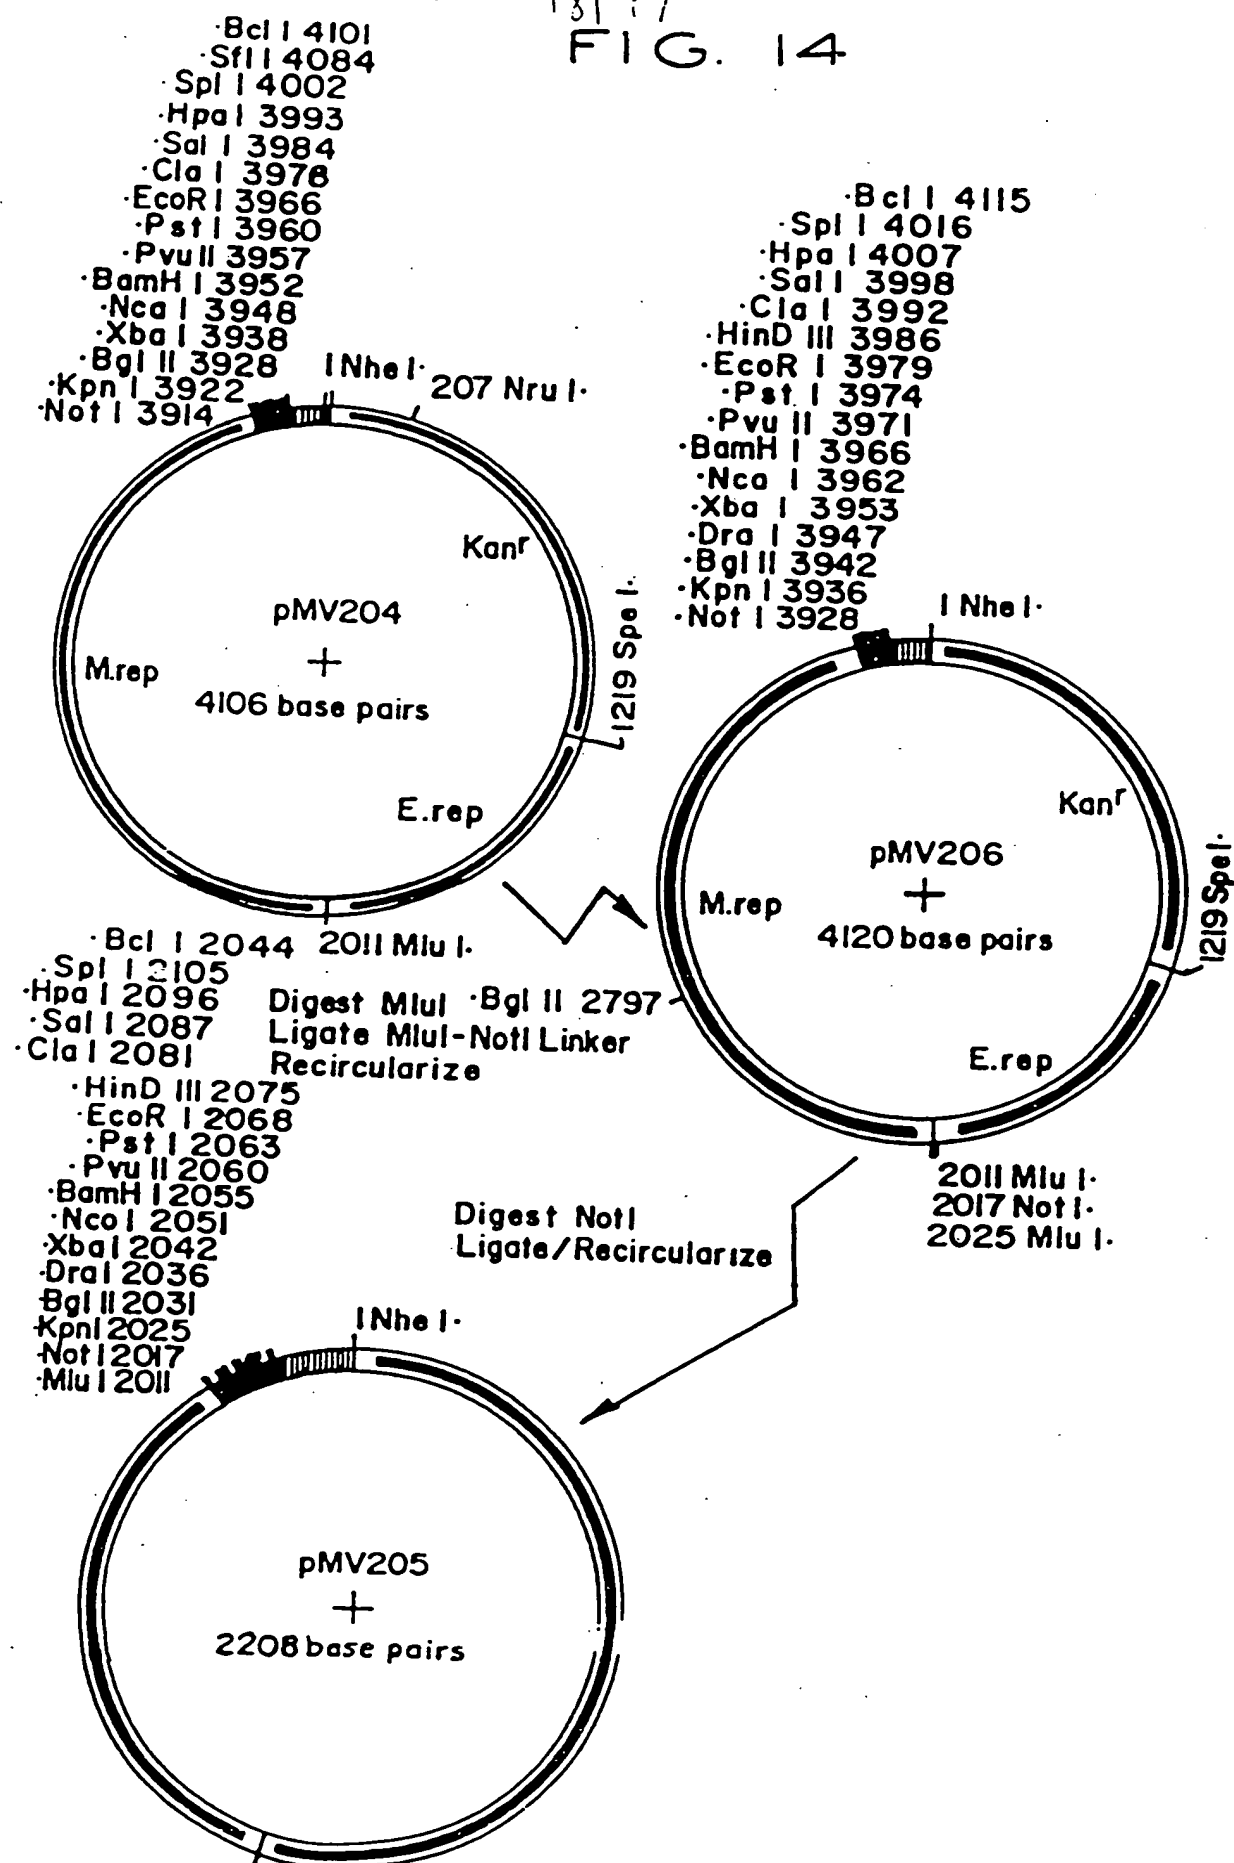 FIG. 14
·Bcl I 4101
·SfI I 4084
·Spl I 4002
·Hpa I 3993
·Sal I 3984
·Cla I 3978
·EcoR I 3966
·Pst I 3960
·Pvu II 3957
·BamH I 3952
·Nca I 3948
·Xba I 3938
·Bgl II 3928
·Kpn I 3922
·Not I 3914
1 Nhe I·
207 Nru I·
Kanr
1219 Spe I·
pMV204
4106 base pairs
M.rep
E.rep
2011 Mlu I·
·Bcl I 4115
·Spl I 4016
·Hpa I 4007
·Sal I 3998
·Cla I 3992
·HinD III 3986
·EcoR I 3979
·Pst I 3974
·Pvu II 3971
·BamH I 3966
·Nca I 3962
·Xba I 3953
·Dra I 3947
·Bgl II 3942
·Kpn I 3936
·Not I 3928
1 Nhe I·
Kanr
1219 Spe I·
pMV206
4120 base pairs
M.rep
·Bgl II 2797
E.rep
2011 Mlu I·
2017 Not I·
2025 Mlu I·
Digest MluI
Ligate MluI-NotI Linker
Recircularize
Digest NotI
Ligate/Recircularize
·Bcl I 2044
·Spl I 2105
·Hpa I 2096
·Sal I 2087
·Cla I 2081
·HinD III 2075
·EcoR I 2068
·Pst I 2063
·Pvu II 2060
·BamH I 2055
·Nco I 2051
·Xba I 2042
·Dra I 2036
·Bgl II 2031
·Kpn I 2025
·Not I 2017
·Mlu I 2011
1 Nhe I·
pMV205
2208 base pairs